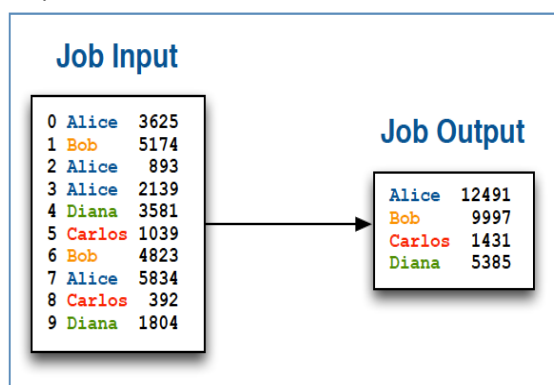 Job Input
0 Alice 3625
1 Bob 5174
2 Alice 893
3 Alice 2139
4 Diana 3581
5 Carlos 1039
6 Bob 4823
7 Alice 5834
8 Carlos 392
9 Diana 1804
Job Output
Alice 12491
Bob 9997
Carlos 1431
Diana 5385